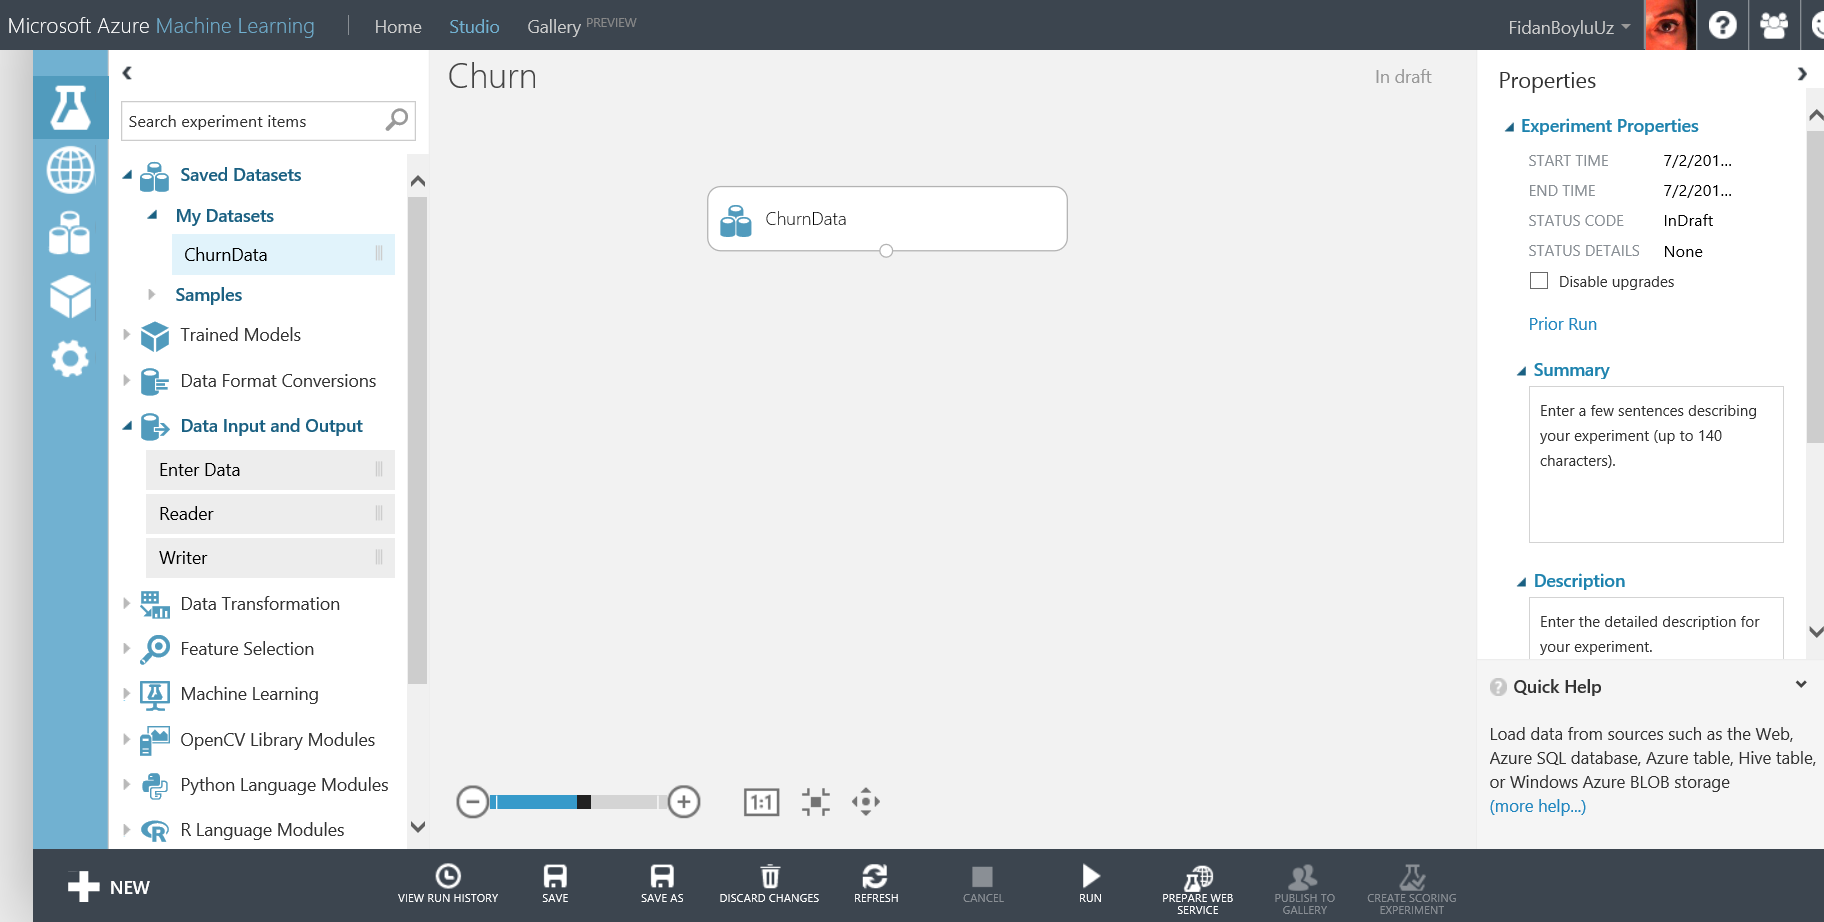 Microsoft Azure Machine Learning
Home
Studio
Gallery PREVIEW
FidanBoyluUz
Search experiment items
Saved Datasets
My Datasets
ChurnData
Samples
Trained Models
Data Format Conversions
Data Input and Output
Enter Data
Reader
Writer
Data Transformation
Feature Selection
Machine Learning
OpenCV Library Modules
Python Language Modules
R Language Modules
Churn
In draft
ChurnData
1:1
Properties
Experiment Properties
START TIME 7/2/201...
END TIME 7/2/201...
STATUS CODE InDraft
STATUS DETAILS None
Disable upgrades
Prior Run
Summary
Enter a few sentences describing
your experiment (up to 140
characters).
Description
Enter the detailed description for
your experiment.
Quick Help
Load data from sources such as the Web,
Azure SQL database, Azure table, Hive table,
or Windows Azure BLOB storage
(more help...)
NEW
VIEW RUN HISTORY
SAVE
SAVE AS
DISCARD CHANGES
REFRESH
CANCEL
RUN
PREPARE WEB
SERVICE
PUBLISH TO
GALLERY
CREATE SCORING
EXPERIMENT